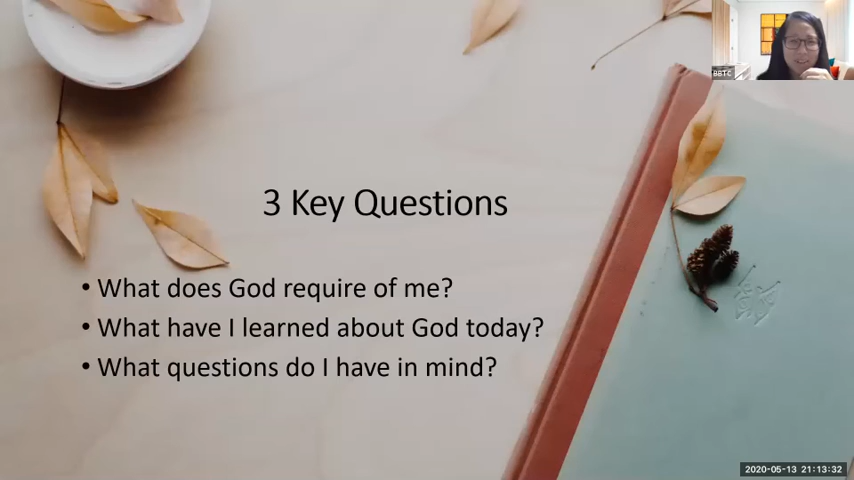 BBTC
3 Key Questions
• What does God require of me?
• What have I learned about God today?
• What questions do I have in mind?
2020-05-13 21:13:32